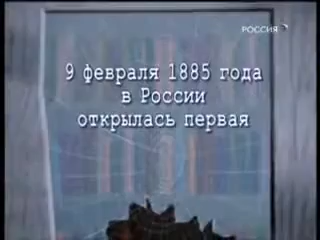 РОССИЯ
9 февраля 1885 года
в России
открылась первая